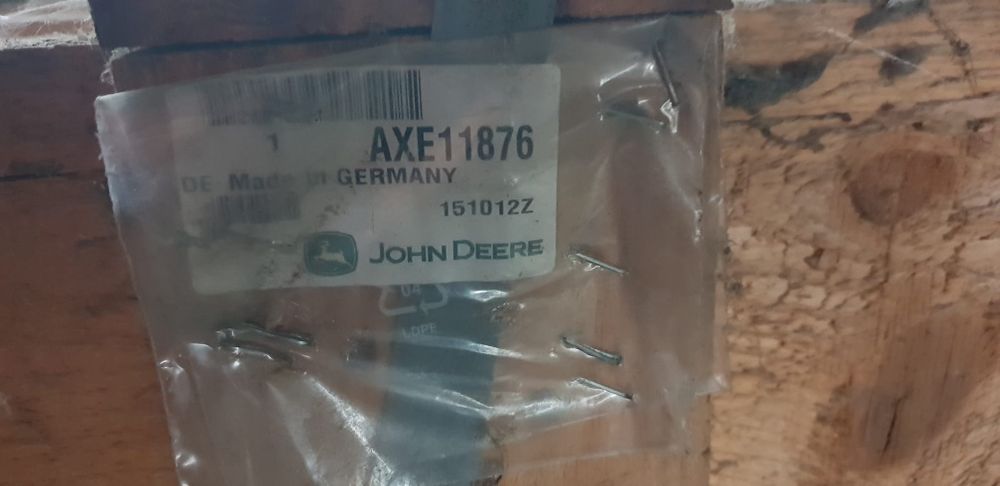 1
AXE11876
DE Made in GERMANY
151012Z
JOHN DEERE
04
LDPE